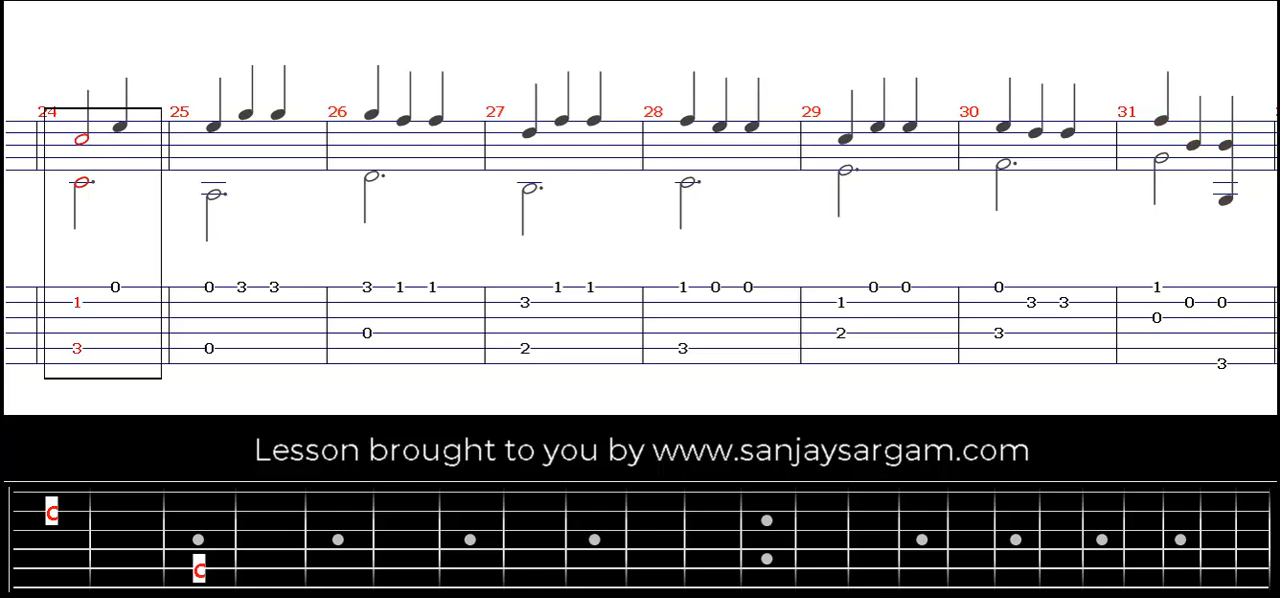 24 25 26 27 28 29 30 31
0 0 3 3 3 1 1 1 1 1 0 0 0 0 0 1
1 3 1 3 3 0 0
0
0 2 3
3 0 2 3
3
Lesson brought to you by www.sanjaysargam.com
C
C